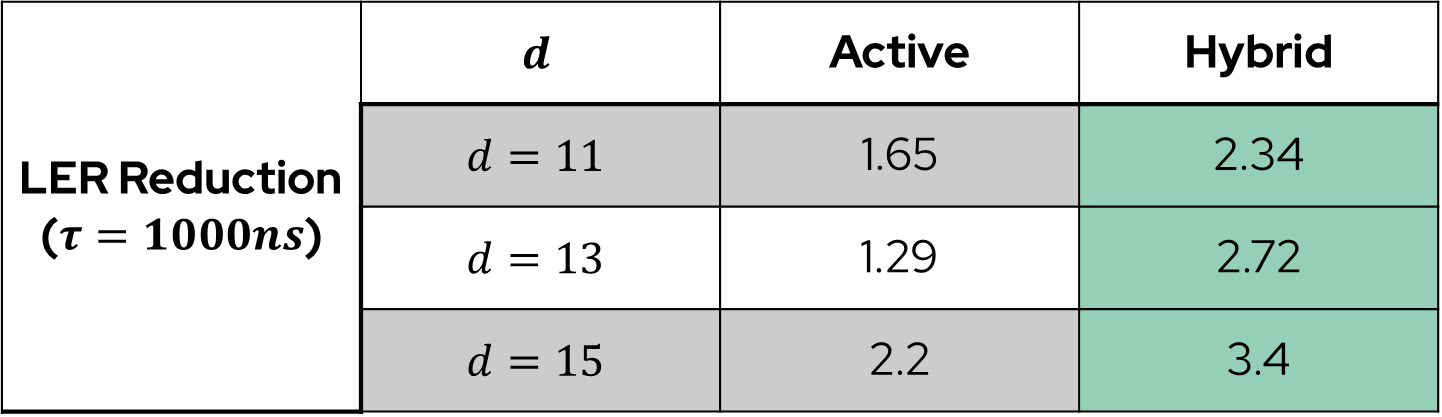 d Active Hybrid
LER Reduction
(τ = 1000ns)
d = 11 1.65 2.34
d = 13 1.29 2.72
d = 15 2.2 3.4